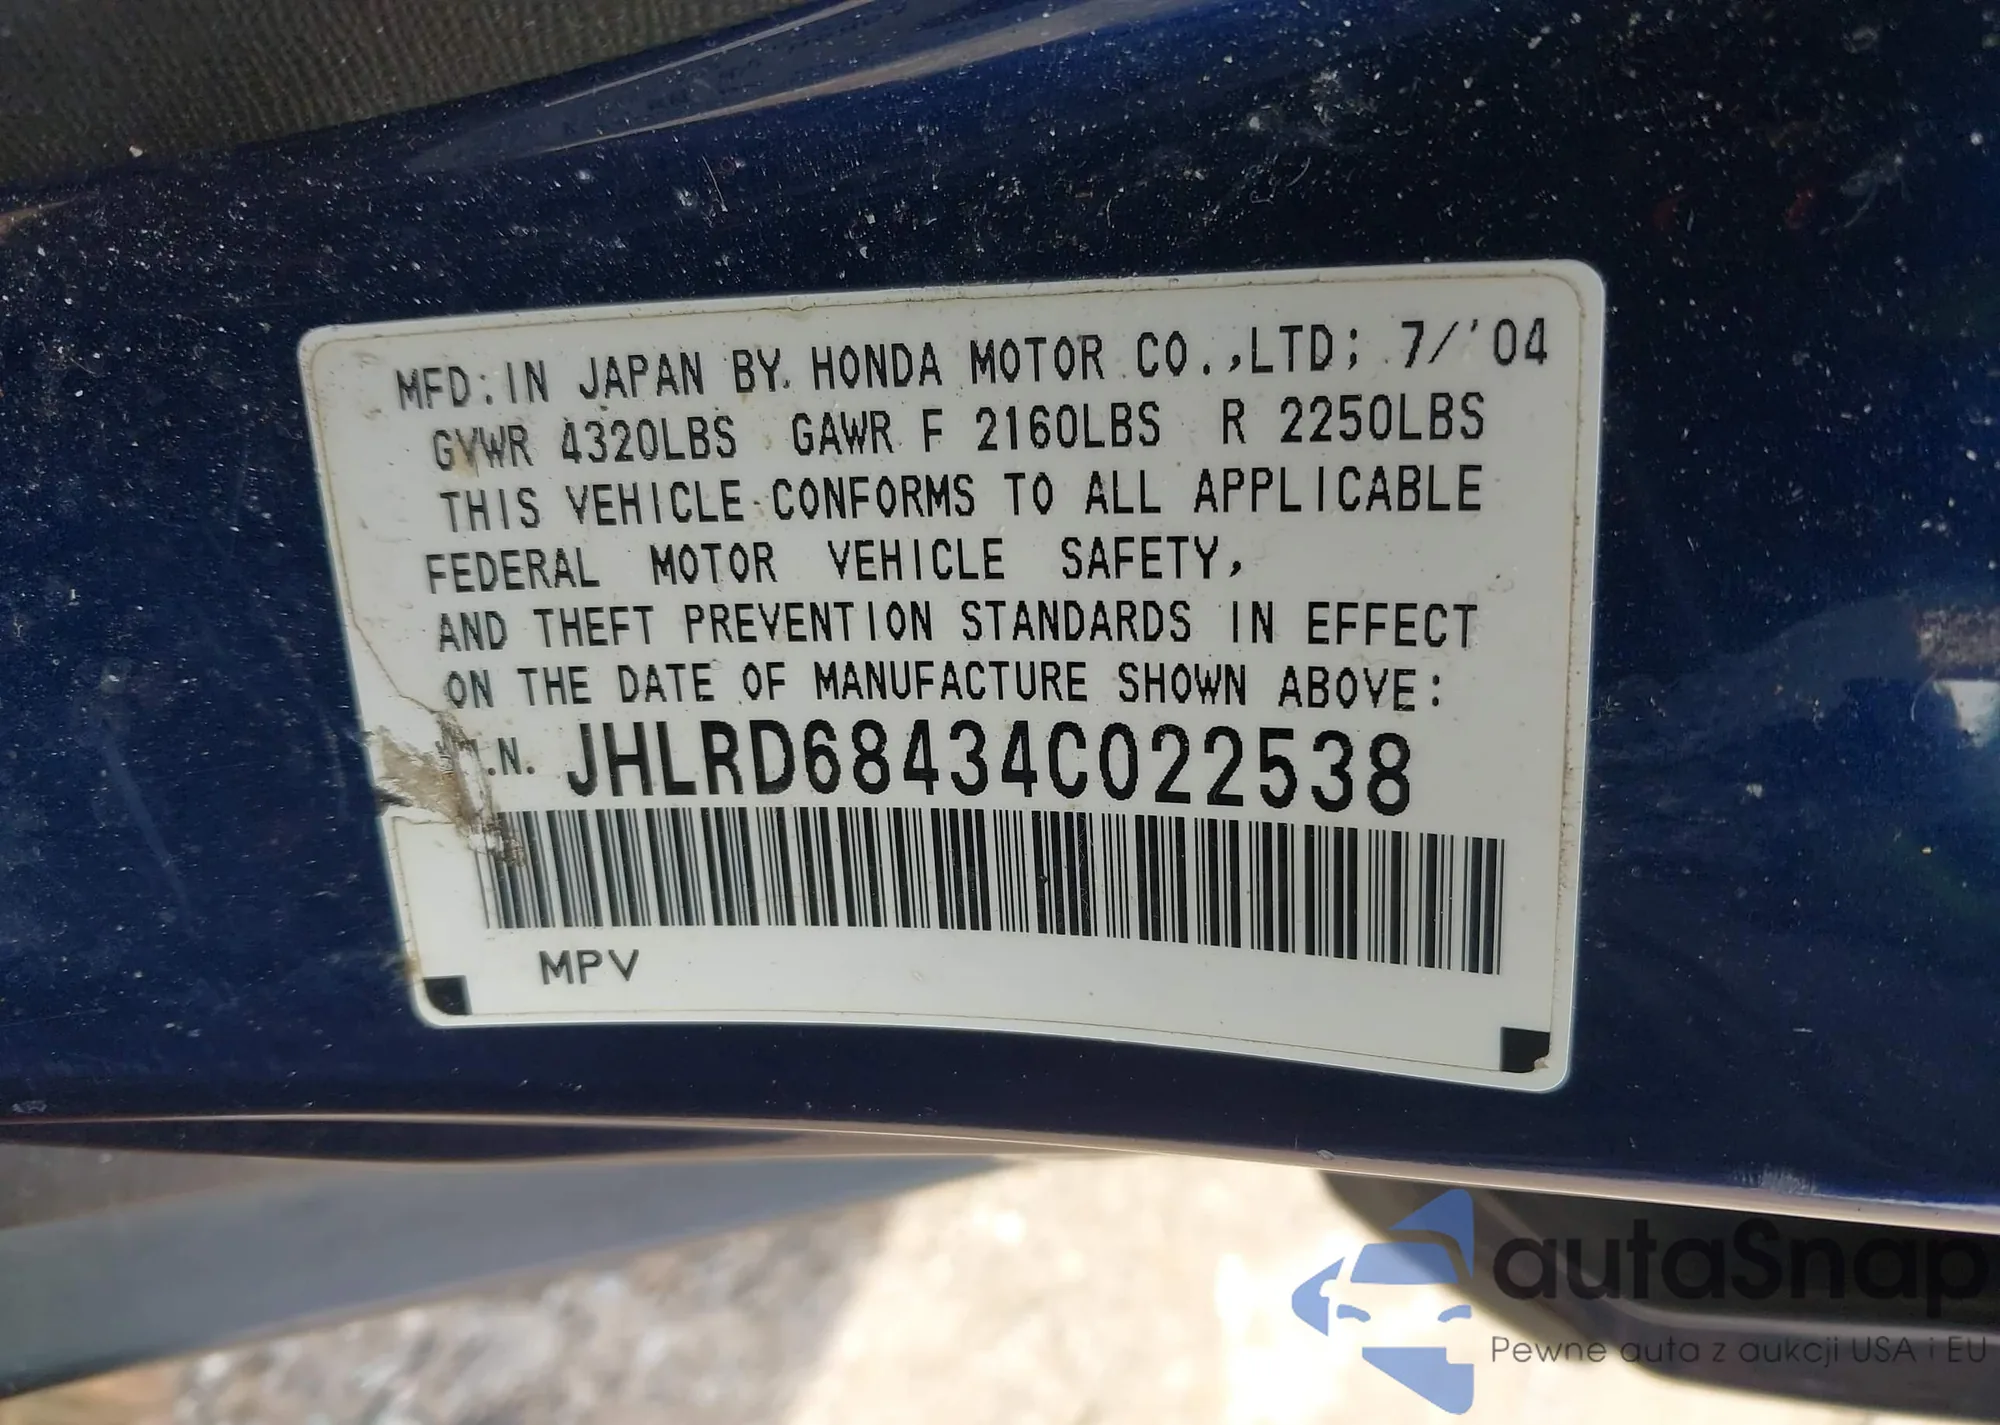 MFD: IN JAPAN BY. HONDA MOTOR CO.,LTD; 7/'04
GVWR 4320LBS GAWR F 2160LBS R 2250LBS
THIS VEHICLE CONFORMS TO ALL APPLICABLE
FEDERAL MOTOR VEHICLE SAFETY,
AND THEFT PREVENTION STANDARDS IN EFFECT
ON THE DATE OF MANUFACTURE SHOWN ABOVE:
.N. JHLRD68434C022538
MPV
autaSnap
Pewne auta z aukcji USA i EU